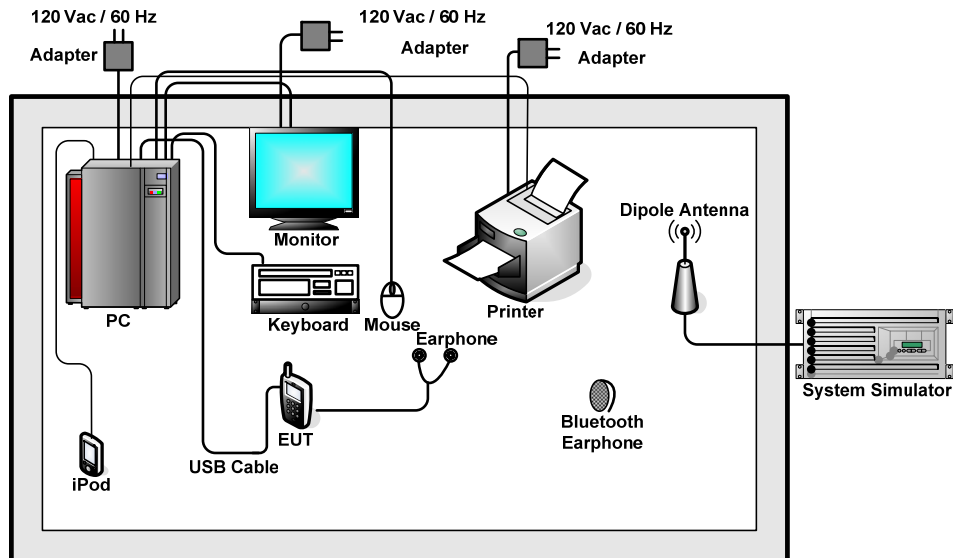 120 Vac / 60 Hz
Adapter
120 Vac / 60 Hz
Adapter
120 Vac / 60 Hz
Adapter
Monitor
Dipole Antenna
PC
Keyboard
Mouse
Printer
Earphone
System Simulator
Bluetooth
Earphone
EUT
USB Cable
iPod